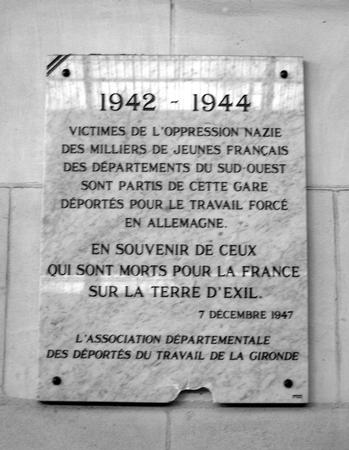 1942 - 1944
VICTIMES DE L'OPPRESSION NAZIE
DES MILLIERS DE JEUNES FRANÇAIS
DES DÉPARTEMENTS DU SUD-OUEST
SONT PARTIS DE CETTE GARE
DÉPORTÉS POUR LE TRAVAIL FORCÉ
EN ALLEMAGNE.
EN SOUVENIR DE CEUX
QUI SONT MORTS POUR LA FRANCE
SUR LA TERRE D'EXIL.
7 DÉCEMBRE 1947
L'ASSOCIATION DÉPARTEMENTALE
DES DÉPORTÉS DU TRAVAIL DE LA GIRONDE